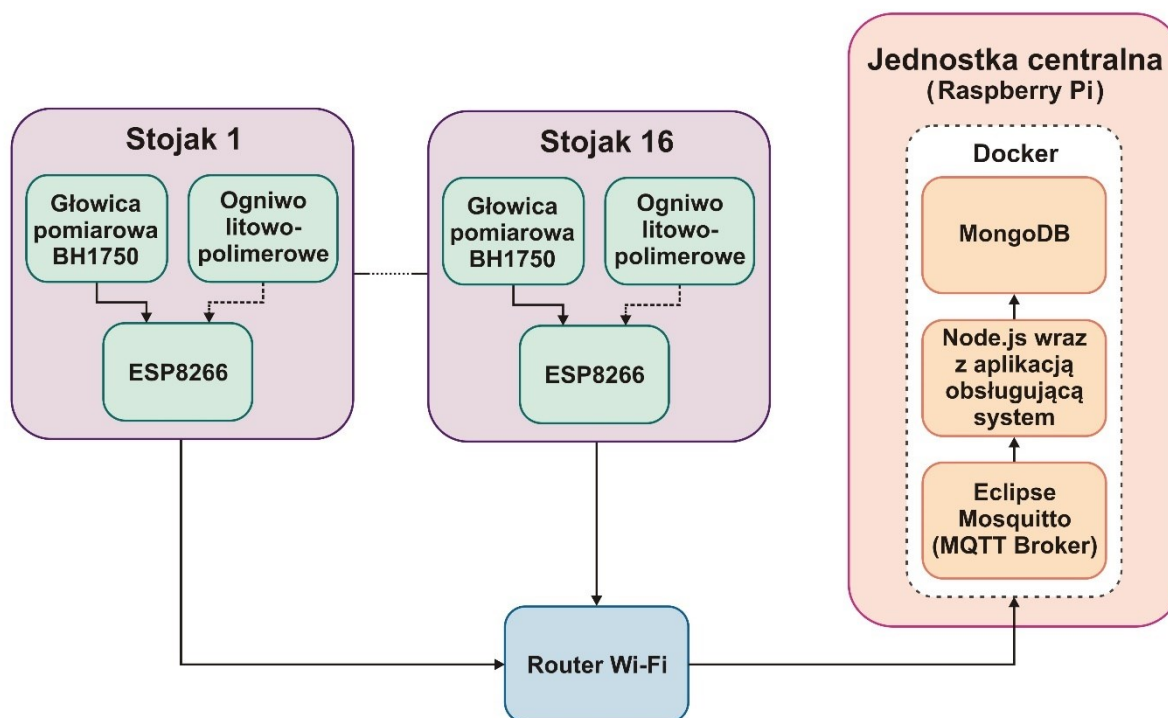 Stojak 1
Głowica
pomiarowa
BH1750
Ogniwo
litowo-
polimerowe
ESP8266
Stojak 16
Głowica
pomiarowa
BH1750
Ogniwo
litowo-
polimerowe
ESP8266
Router Wi-Fi
Jednostka centralna
(Raspberry Pi)
Docker
MongoDB
Node.js wraz
z aplikacją
obsługującą
system
Eclipse
Mosquitto
(MQTT Broker)